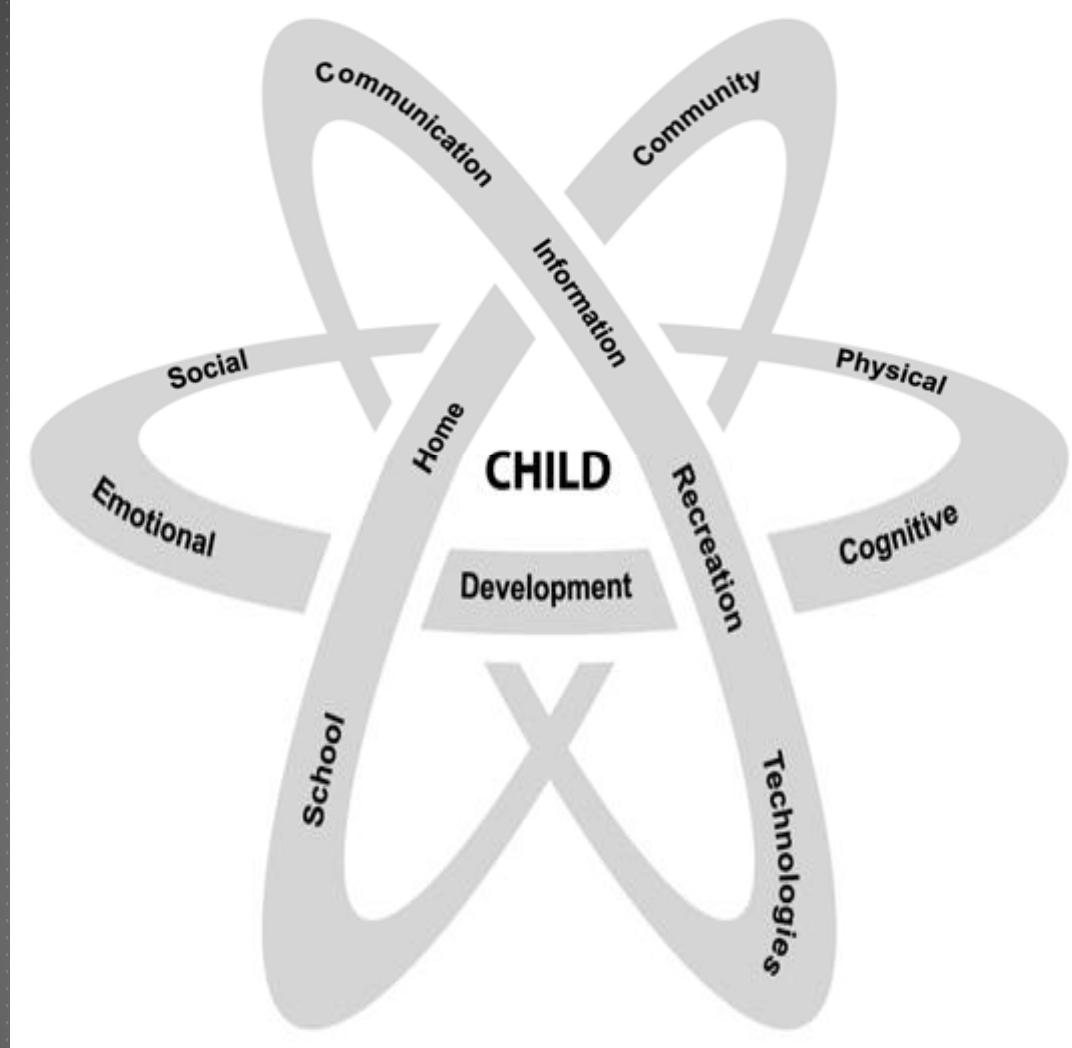 Communication
Community
Information
Social
Physical
Home
CHILD
Recreation
Emotional
Cognitive
Development
School
Technologies